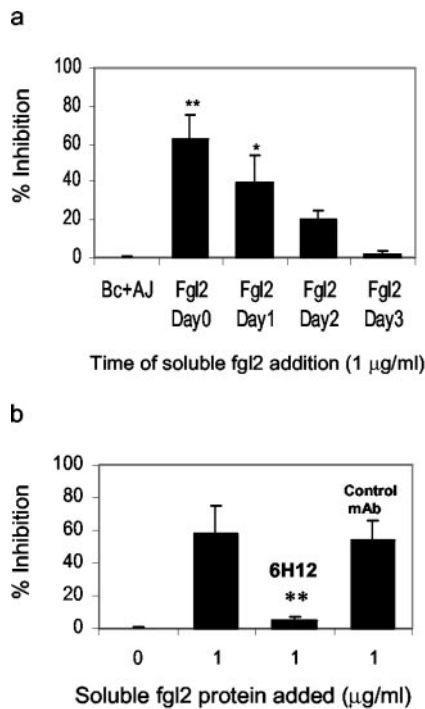 a
% Inhibition
100
80
60
40
20
0
**
*
Bc+AJ Fgl2 Fgl2 Fgl2 Fgl2
Day0 Day1 Day2 Day3
Time of soluble fgl2 addition (1 μg/ml)
b
% Inhibition
100
80
60
40
20
0
Control
mAb
6H12
**
0 1 1 1
Soluble fgl2 protein added (μg/ml)